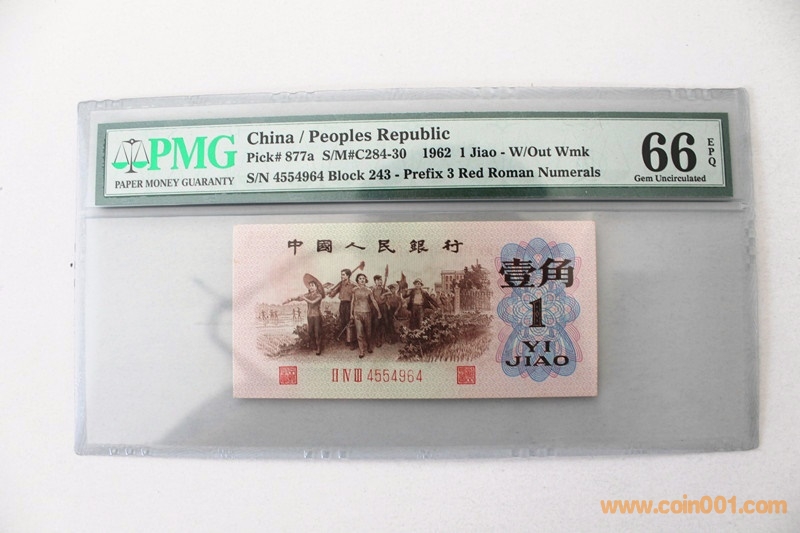 PMG
PAPER MONEY GUARANTY
China / Peoples Republic
Pick# 877a S/M#C284-30 1962 1 Jiao - W/Out Wmk
S/N 4554964 Block 243 - Prefix 3 Red Roman Numerals
66 EPQ
Gem Uncirculated
中國人民銀行
壹角
1
YI
JIAO
II IV III 4554964
www.coin001.com